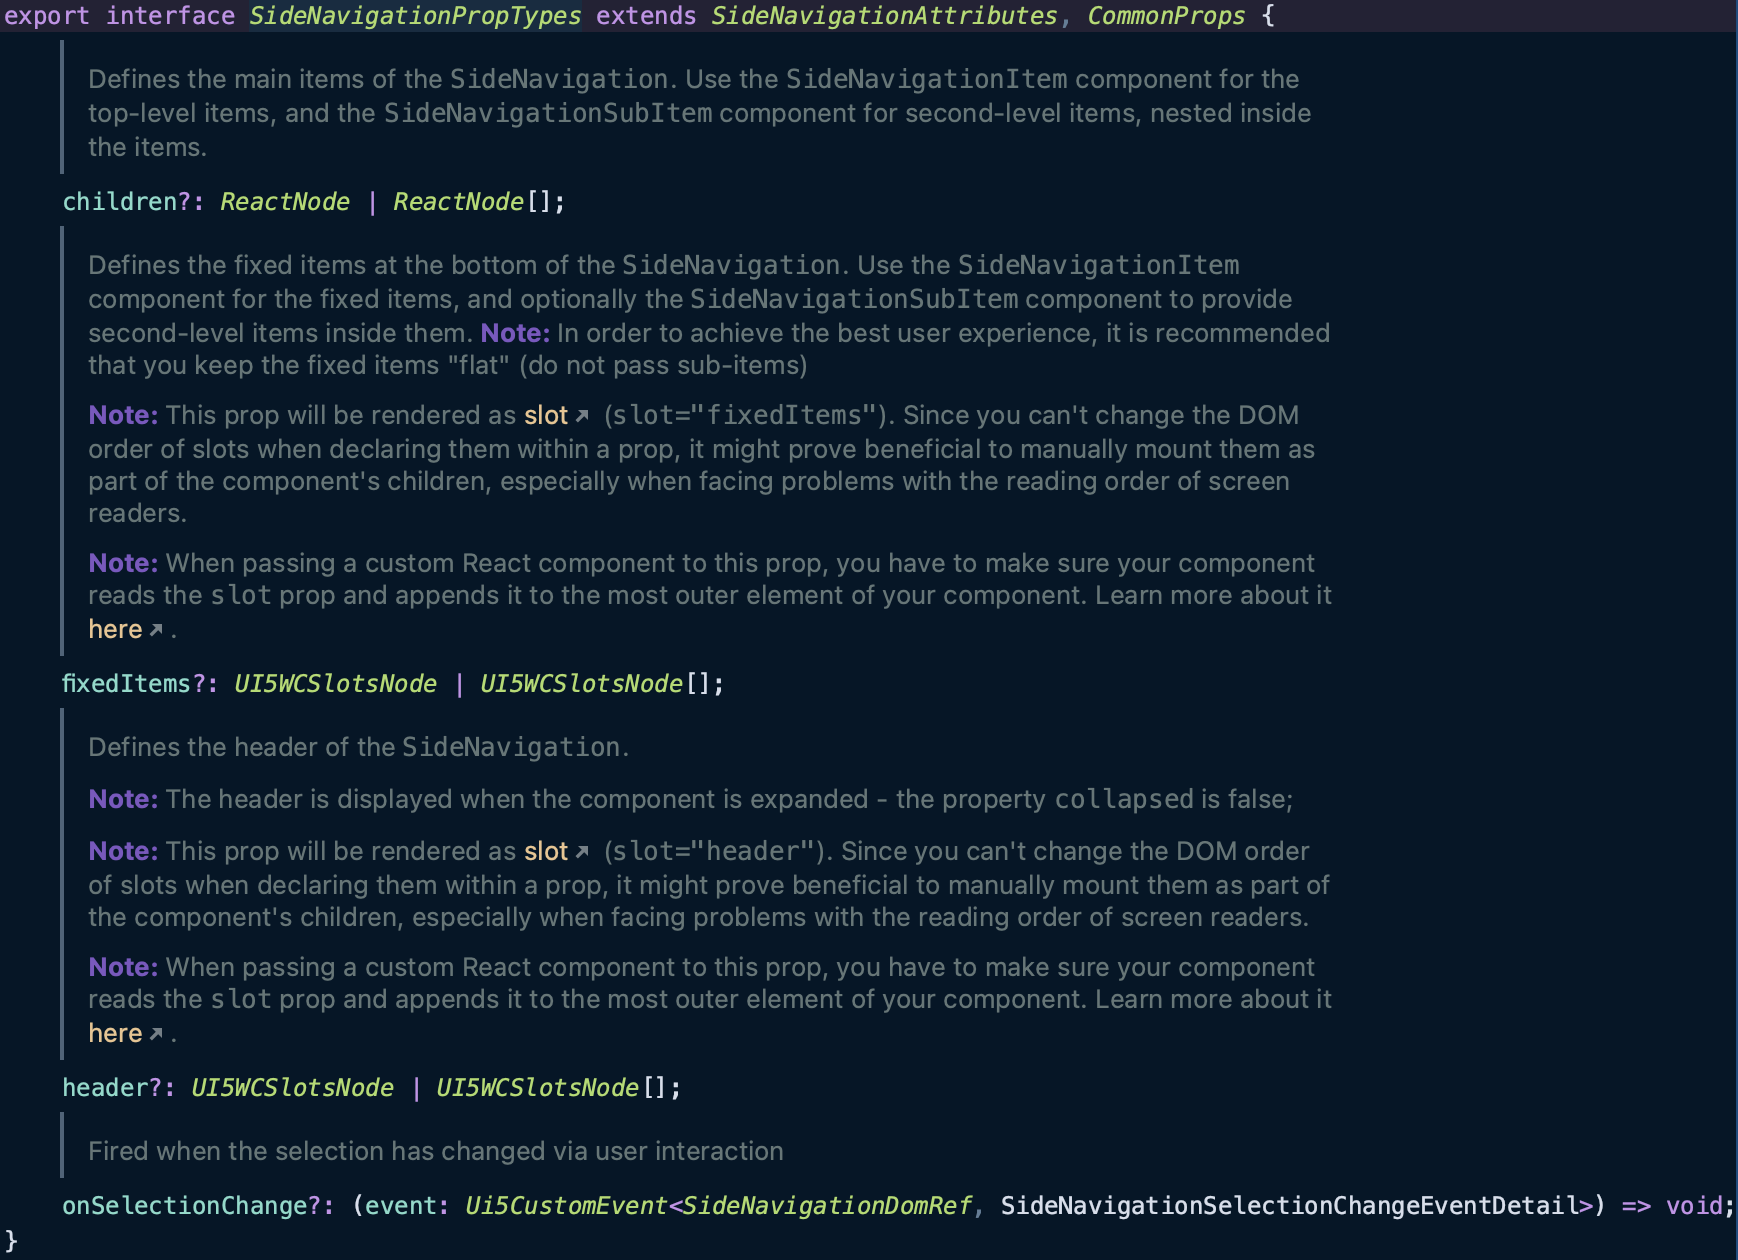 export interface SideNavigationPropTypes extends SideNavigationAttributes, CommonProps {
Defines the main items of the SideNavigation. Use the SideNavigationItem component for the
top-level items, and the SideNavigationSubItem component for second-level items, nested inside
the items.
children?: ReactNode | ReactNode[];
Defines the fixed items at the bottom of the SideNavigation. Use the SideNavigationItem
component for the fixed items, and optionally the SideNavigationSubItem component to provide
second-level items inside them. Note: In order to achieve the best user experience, it is recommended
that you keep the fixed items "flat" (do not pass sub-items)
Note: This prop will be rendered as slot ↗ (slot="fixedItems"). Since you can't change the DOM
order of slots when declaring them within a prop, it might prove beneficial to manually mount them as
part of the component's children, especially when facing problems with the reading order of screen
readers.
Note: When passing a custom React component to this prop, you have to make sure your component
reads the slot prop and appends it to the most outer element of your component. Learn more about it
here ↗ .
fixedItems?: UI5WCSlotsNode | UI5WCSlotsNode[];
Defines the header of the SideNavigation.
Note: The header is displayed when the component is expanded - the property collapsed is false;
Note: This prop will be rendered as slot ↗ (slot="header"). Since you can't change the DOM order
of slots when declaring them within a prop, it might prove beneficial to manually mount them as part of
the component's children, especially when facing problems with the reading order of screen readers.
Note: When passing a custom React component to this prop, you have to make sure your component
reads the slot prop and appends it to the most outer element of your component. Learn more about it
here ↗ .
header?: UI5WCSlotsNode | UI5WCSlotsNode[];
Fired when the selection has changed via user interaction
onSelectionChange?: (event: Ui5CustomEvent<SideNavigationDomRef, SideNavigationSelectionChangeEventDetail>) => void;
}